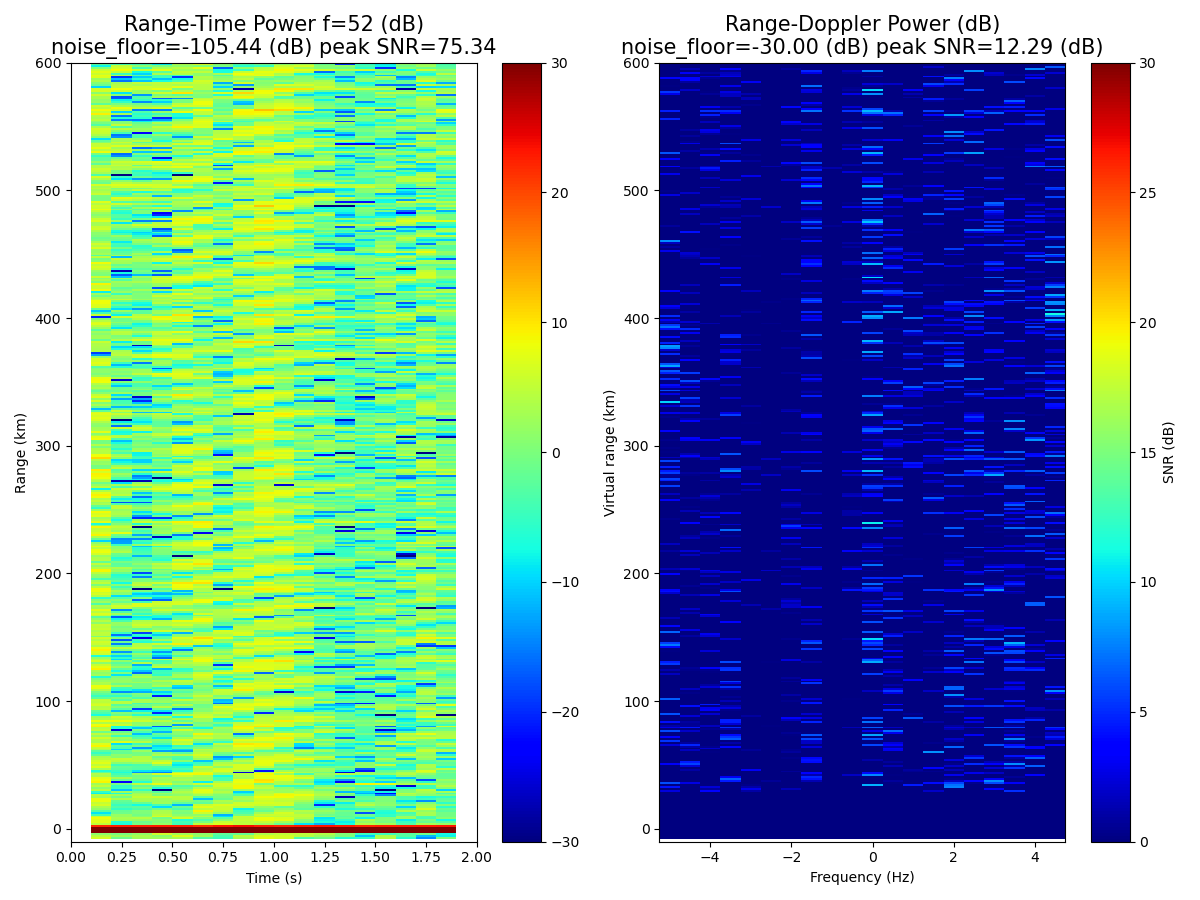 Range-Time Power f=52 (dB)
noise_floor=-105.44 (dB) peak SNR=75.34
600
500
400
300
200
100
0
Range (km)
0.00 0.25 0.50 0.75 1.00 1.25 1.50 1.75 2.00
Time (s)
30
20
10
0
−10
−20
−30
Range-Doppler Power (dB)
noise_floor=-30.00 (dB) peak SNR=12.29 (dB)
600
500
400
300
200
100
0
Virtual range (km)
−4 −2 0 2 4
Frequency (Hz)
30
25
20
15
10
5
0
SNR (dB)